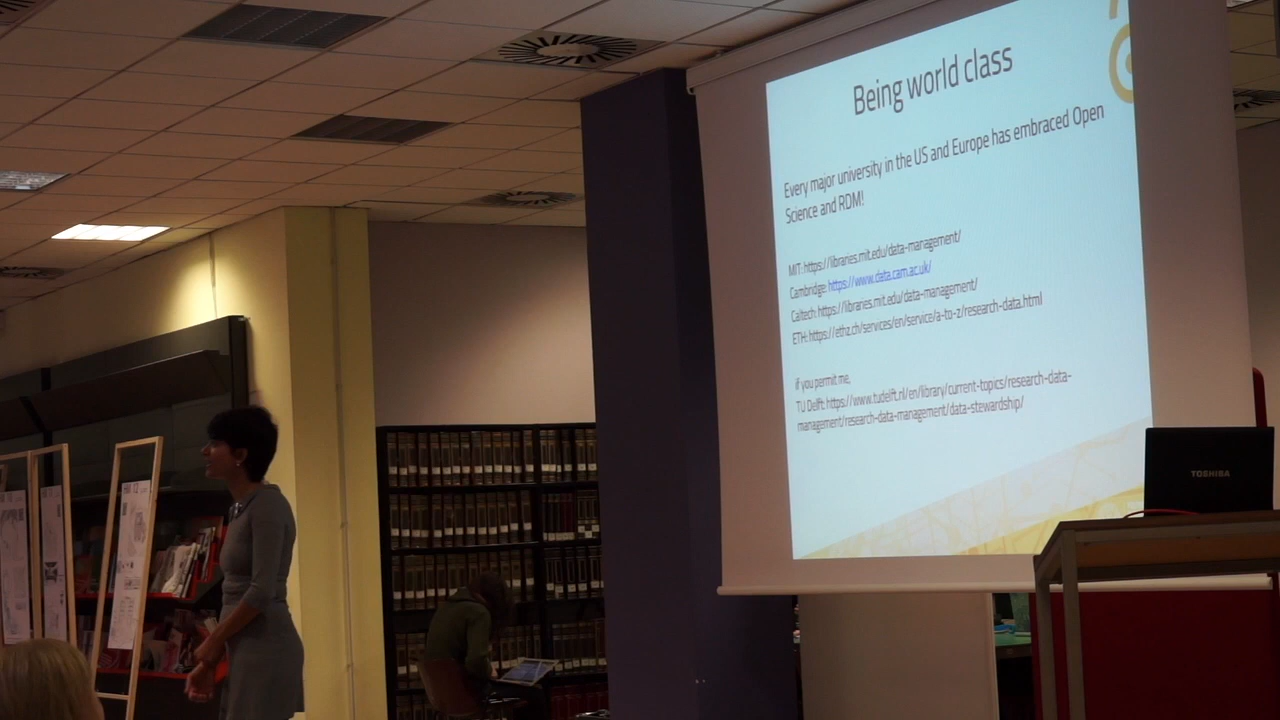 Being world class
Every major university in the US and Europe has embraced Open
Science and RDM!
MIT: https://libraries.mit.edu/data-management/
Cambridge: https://www.data.cam.ac.uk/
Caltech: https://libraries.mit.edu/data-management/
ETH: https://ethz.ch/services/en/service/a-to-z/research-data.html
if you permit me,
TU Delft: https://www.tudelft.nl/en/library/current-topics/research-data-
management/research-data-management/data-stewardship/
TOSHIBA